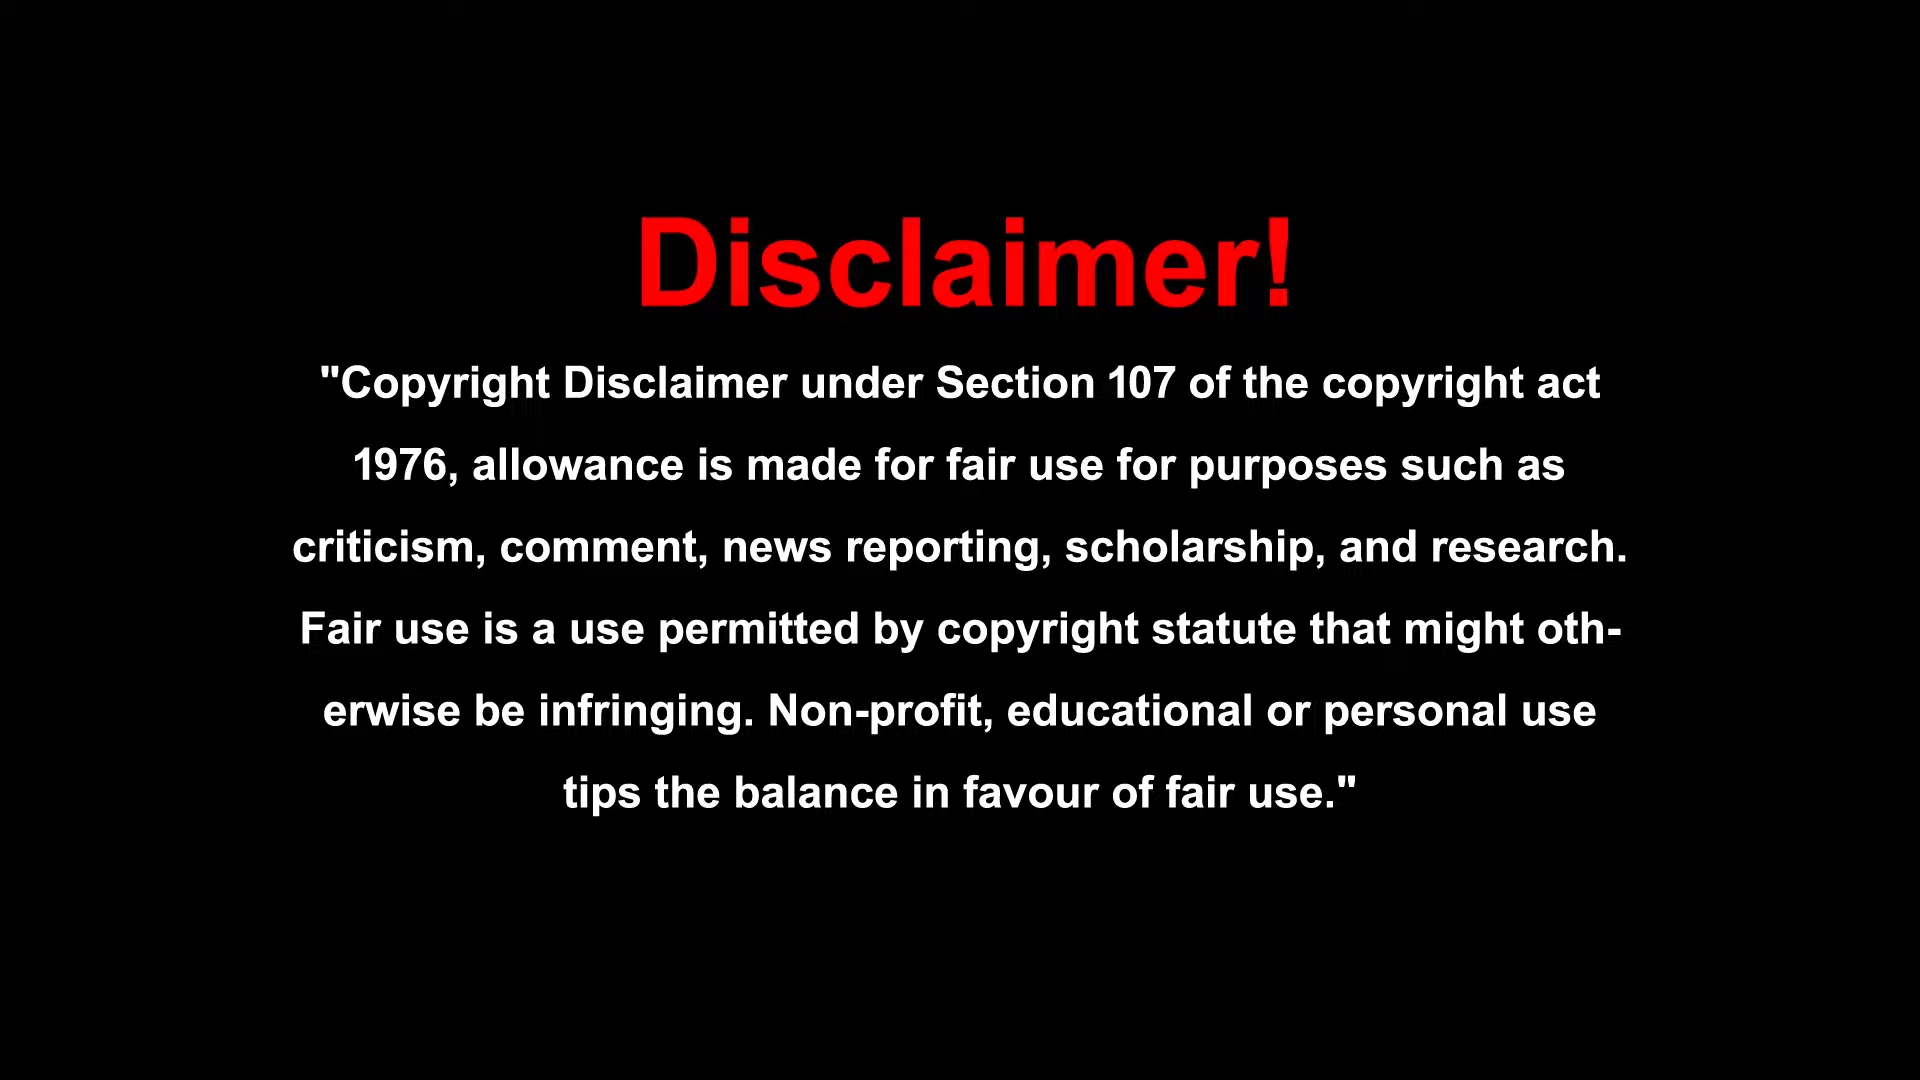 Disclaimer!
"Copyright Disclaimer under Section 107 of the copyright act
1976, allowance is made for fair use for purposes such as
criticism, comment, news reporting, scholarship, and research.
Fair use is a use permitted by copyright statute that might oth-
erwise be infringing. Non-profit, educational or personal use
tips the balance in favour of fair use."